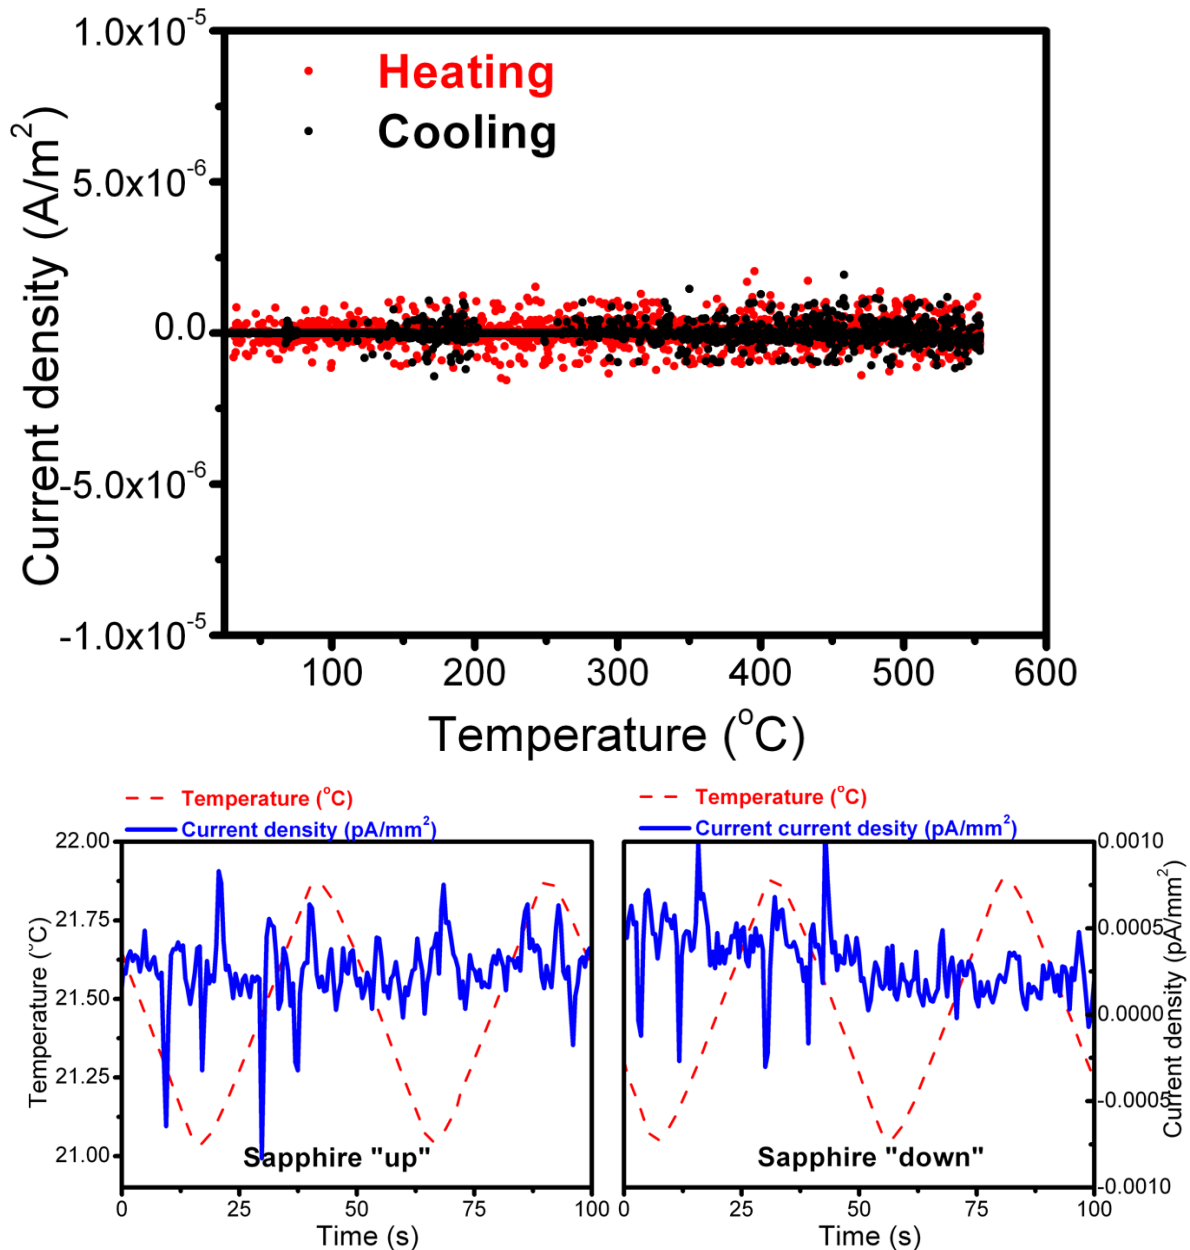 1.0x10⁻⁵
5.0x10⁻⁶
0.0
-5.0x10⁻⁶
-1.0x10⁻⁵
Current density (A/m²)
Heating
Cooling
100 200 300 400 500 600
Temperature (°C)
Temperature (°C)
Current density (pA/mm²)
22.00
21.75
21.50
21.25
21.00
Temperature (°C)
Sapphire "up"
0 25 50 75 100
Time (s)
Temperature (°C)
Current current desity (pA/mm²)
0.0010
0.0005
0.0000
-0.0005
-0.0010
Current density (pA/mm²)
Sapphire "down"
0 25 50 75 100
Time (s)